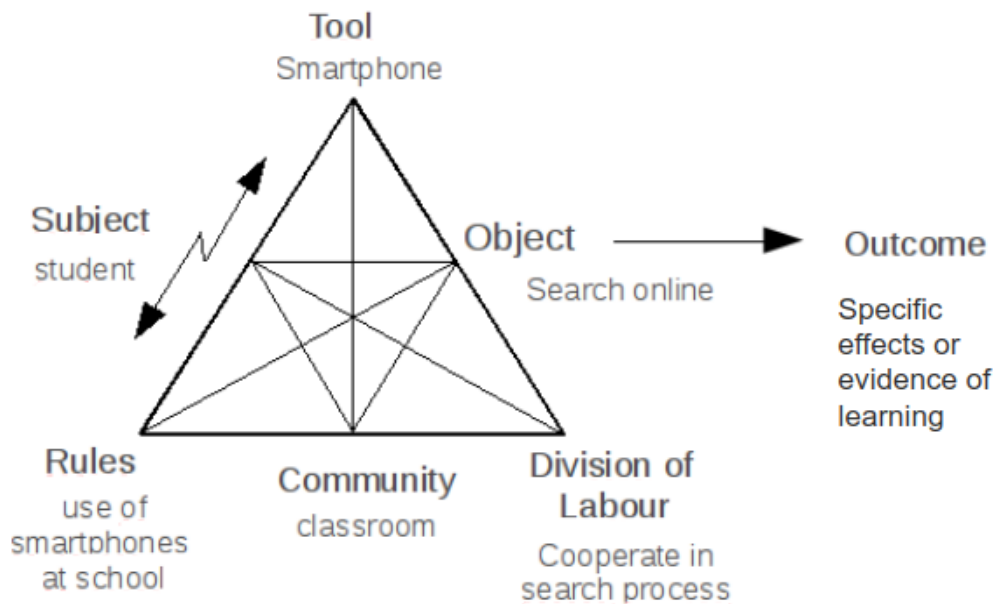 Tool
Smartphone
Subject
student
Object
Search online
Outcome
Specific
effects or
evidence of
learning
Rules
use of
smartphones
at school
Community
classroom
Division of
Labour
Cooperate in
search process